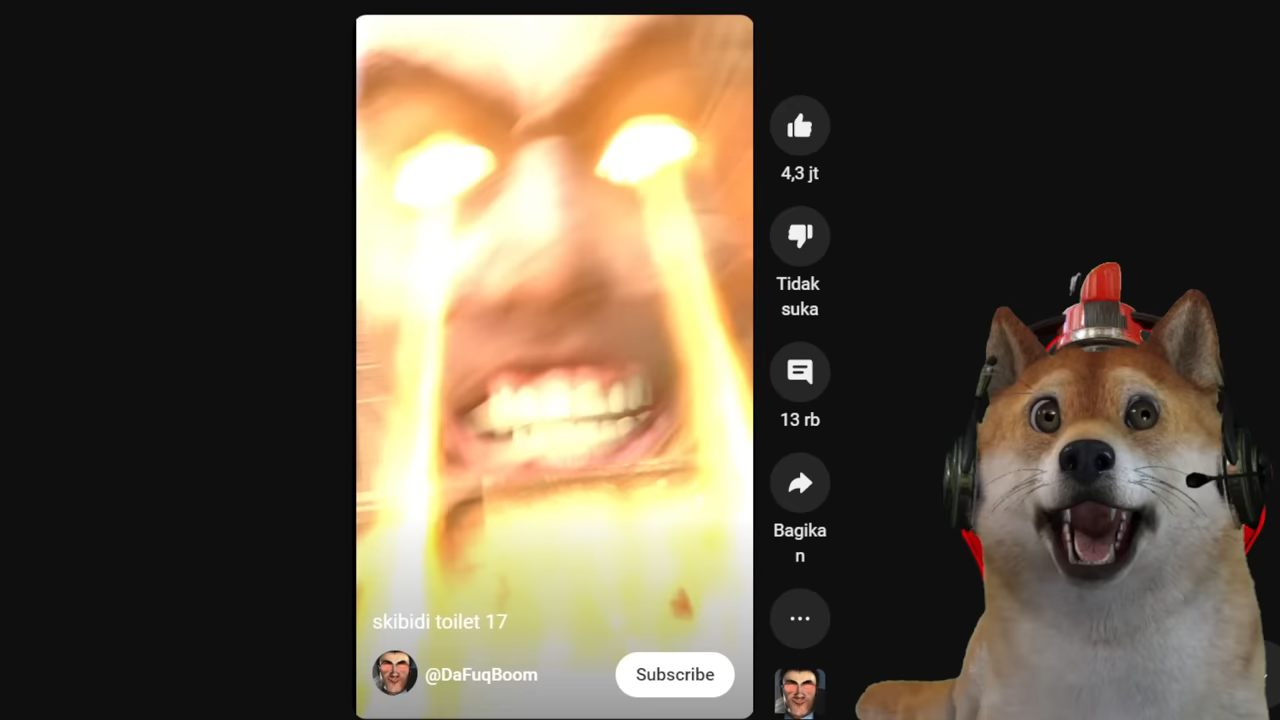 4,3 jt
Tidak
suka
13 rb
Bagika
n
skibidi toilet 17
@DaFuqBoom
Subscribe